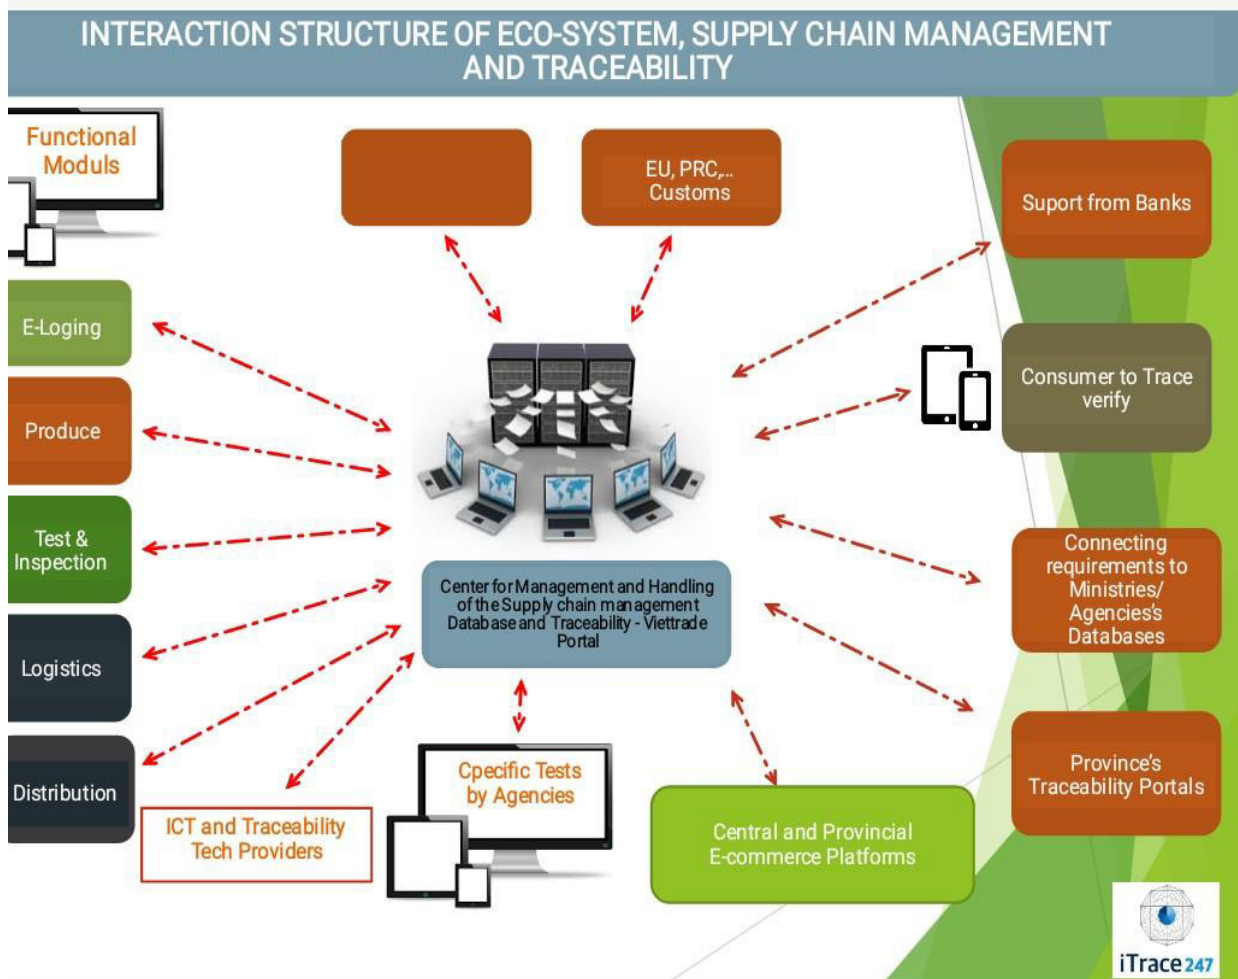 INTERACTION STRUCTURE OF ECO-SYSTEM, SUPPLY CHAIN MANAGEMENT
AND TRACEABILITY
Functional
Moduls
EU, PRC,...
Customs
Suport from Banks
E-Loging
Consumer to Trace
verify
Produce
Test &
Inspection
Connecting
requirements to
Ministries/
Agencies's
Databases
Center for Management and Handling
of the Supply chain management
Database and Traceability - Viettrade
Portal
Logistics
Province's
Traceability Portals
Distribution
Cpecific Tests
by Agencies
ICT and Traceability
Tech Providers
Central and Provincial
E-commerce Platforms
iTrace247